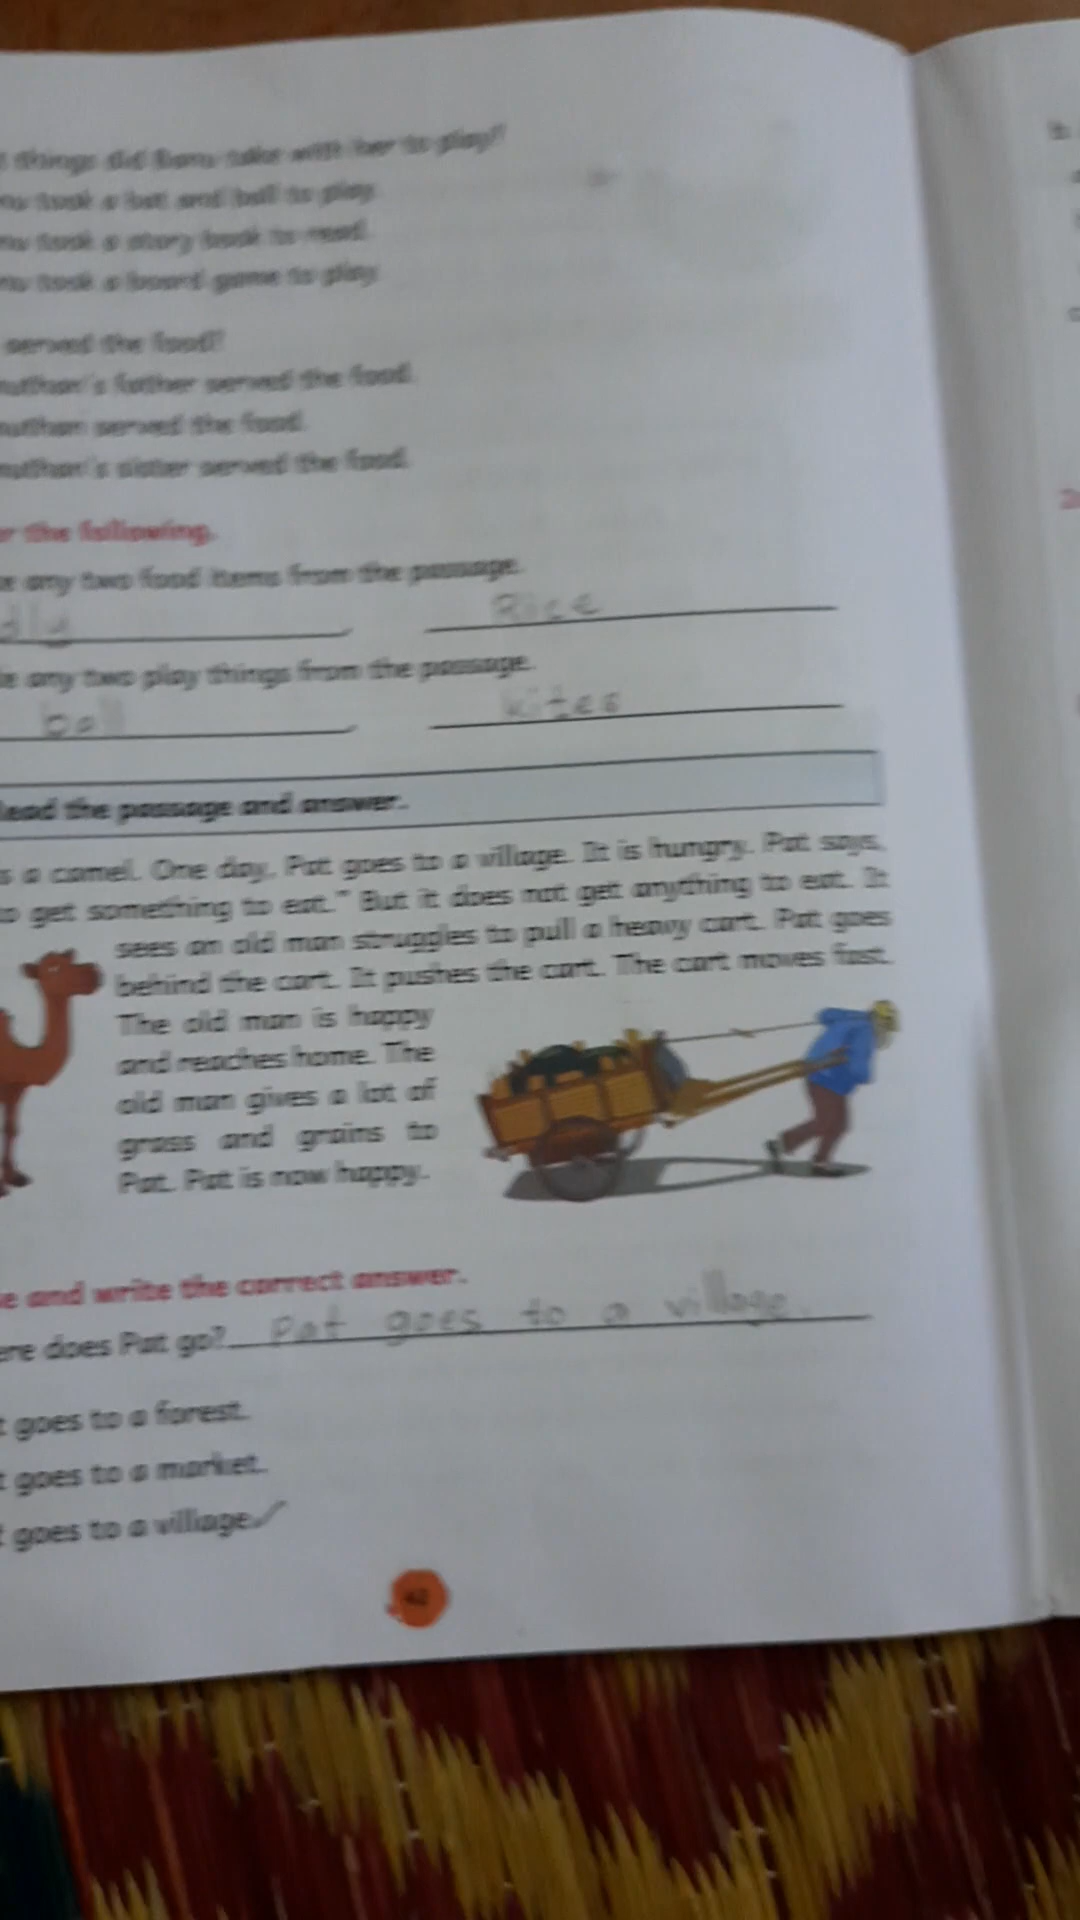 things did Banu take with her to play?
took a bat and ball to play.
took a story book to read.
took a board game to play.
served the food?
father served the food.
served the food.
sister served the food.
the following.
any two food items from the passage.
dly Rice
any two play things from the passage.
ball kites
ead the passage and answer.
s a camel. One day, Pat goes to a village. It is hungry. Pat says,
o get something to eat." But it does not get anything to eat. It
sees an old man struggles to pull a heavy cart. Pat goes
behind the cart. It pushes the cart. The cart moves fast.
The old man is happy
and reaches home. The
old man gives a lot of
grass and grains to
Pat. Pat is now happy.
e and write the correct answer.
ere does Pat go? Pat goes to a village.
t goes to a forest.
t goes to a market.
t goes to a village.